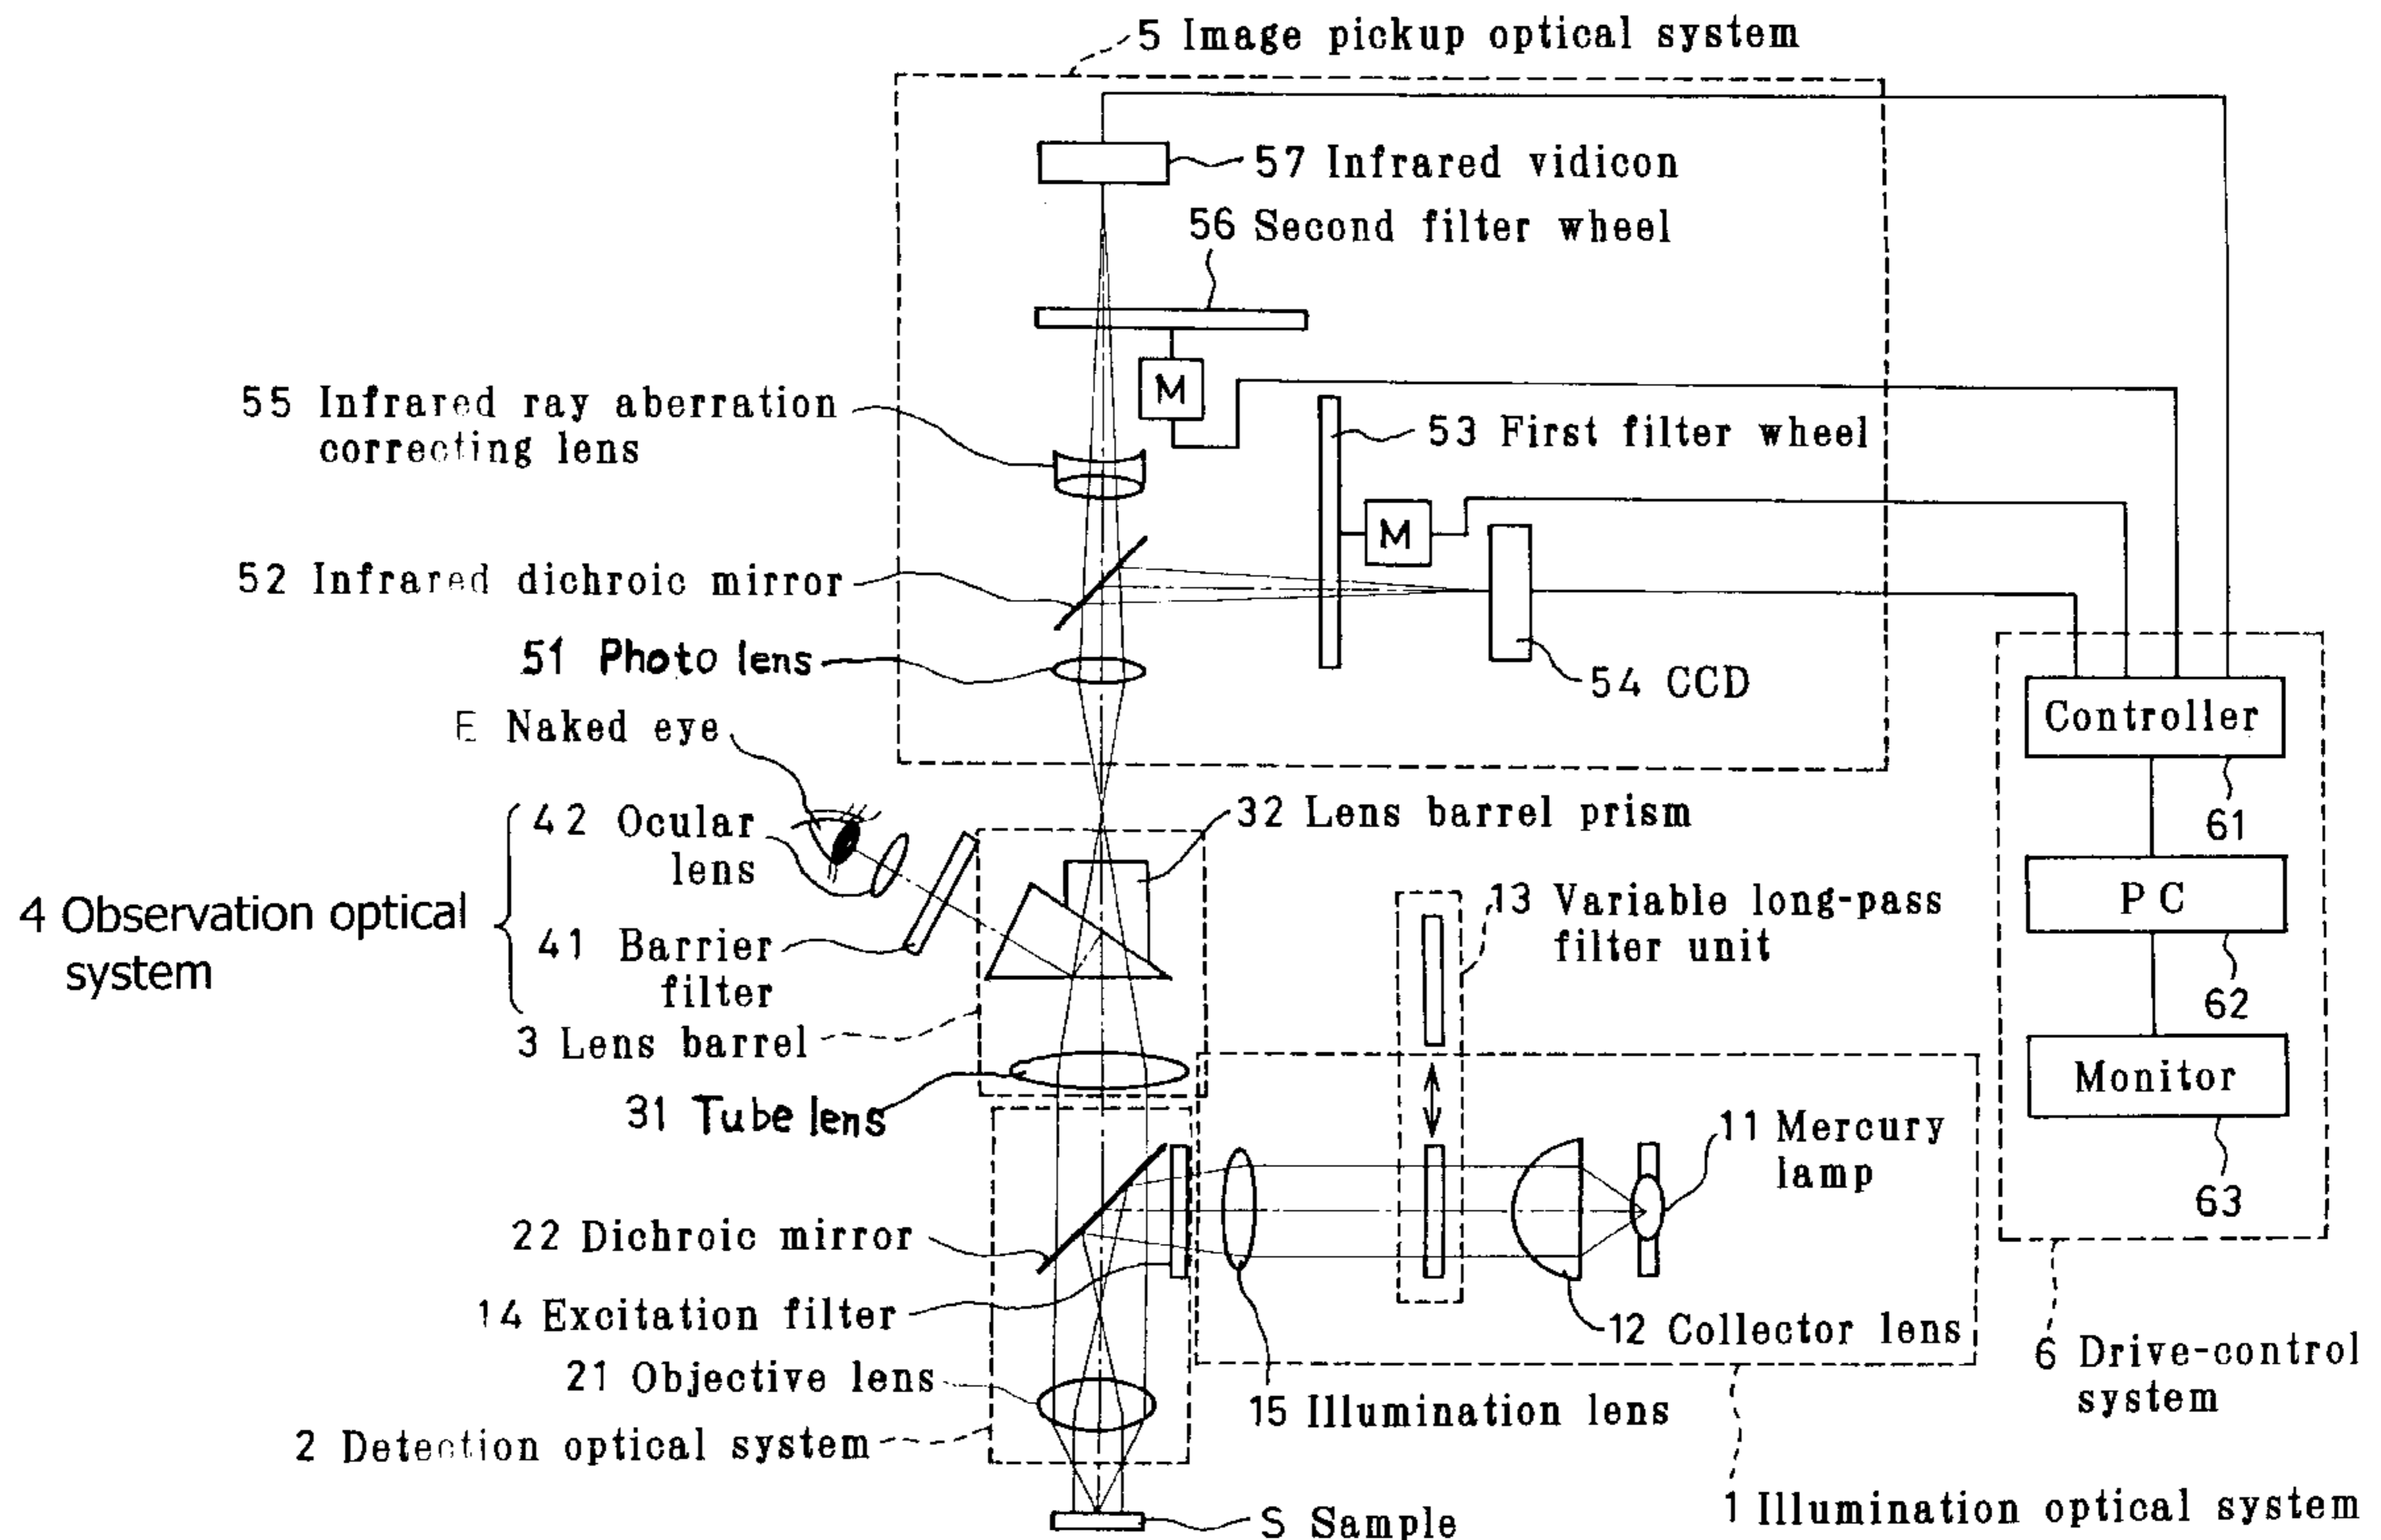 5 Image pickup optical system
57 Infrared vidicon
56 Second filter wheel
M
55 Infrared ray aberration
correcting lens
53 First filter wheel
M
52 Infrared dichroic mirror
51 Photo lens
54 CCD
Controller
61
E Naked eye
32 Lens barrel prism
42 Ocular
lens
4 Observation optical
system
41 Barrier
filter
13 Variable long-pass
filter unit
PC
62
3 Lens barrel
Monitor
63
31 Tube lens
11 Mercury
lamp
22 Dichroic mirror
14 Excitation filter
12 Collector lens
6 Drive-control
system
21 Objective lens
15 Illumination lens
2 Detection optical system
1 Illumination optical system
S Sample